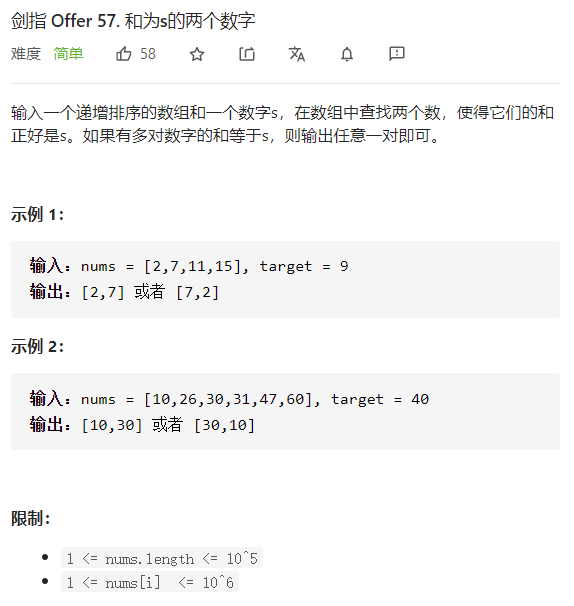 剑指 Offer 57. 和为s的两个数字
难度 简单 58
输入一个递增排序的数组和一个数字s，在数组中查找两个数，使得它们的和
正好是s。如果有多对数字的和等于s，则输出任意一对即可。
示例 1：
输入：nums = [2,7,11,15], target = 9
输出：[2,7] 或者 [7,2]
示例 2：
输入：nums = [10,26,30,31,47,60], target = 40
输出：[10,30] 或者 [30,10]
限制：
1 <= nums.length <= 10^5
1 <= nums[i]  <= 10^6